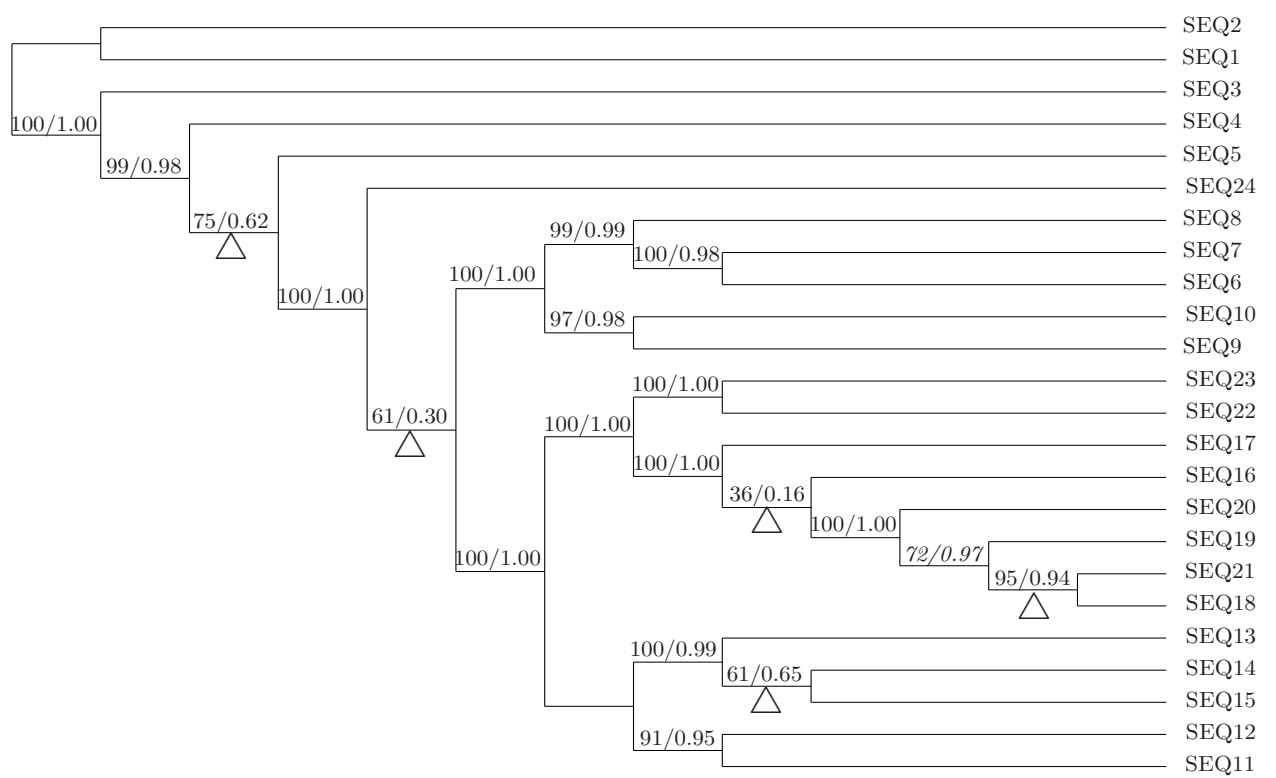 SEQ2
SEQ1
SEQ3
100/1.00
SEQ4
99/0.98
SEQ5
SEQ24
75/0.62
SEQ8
99/0.99
SEQ7
100/0.98
SEQ6
100/1.00
100/1.00
SEQ10
97/0.98
SEQ9
SEQ23
100/1.00
SEQ22
61/0.30
100/1.00
SEQ17
100/1.00
SEQ16
36/0.16
SEQ20
100/1.00
SEQ19
72/0.97
100/1.00
SEQ21
95/0.94
SEQ18
SEQ13
100/0.99
SEQ14
61/0.65
SEQ15
SEQ12
91/0.95
SEQ11